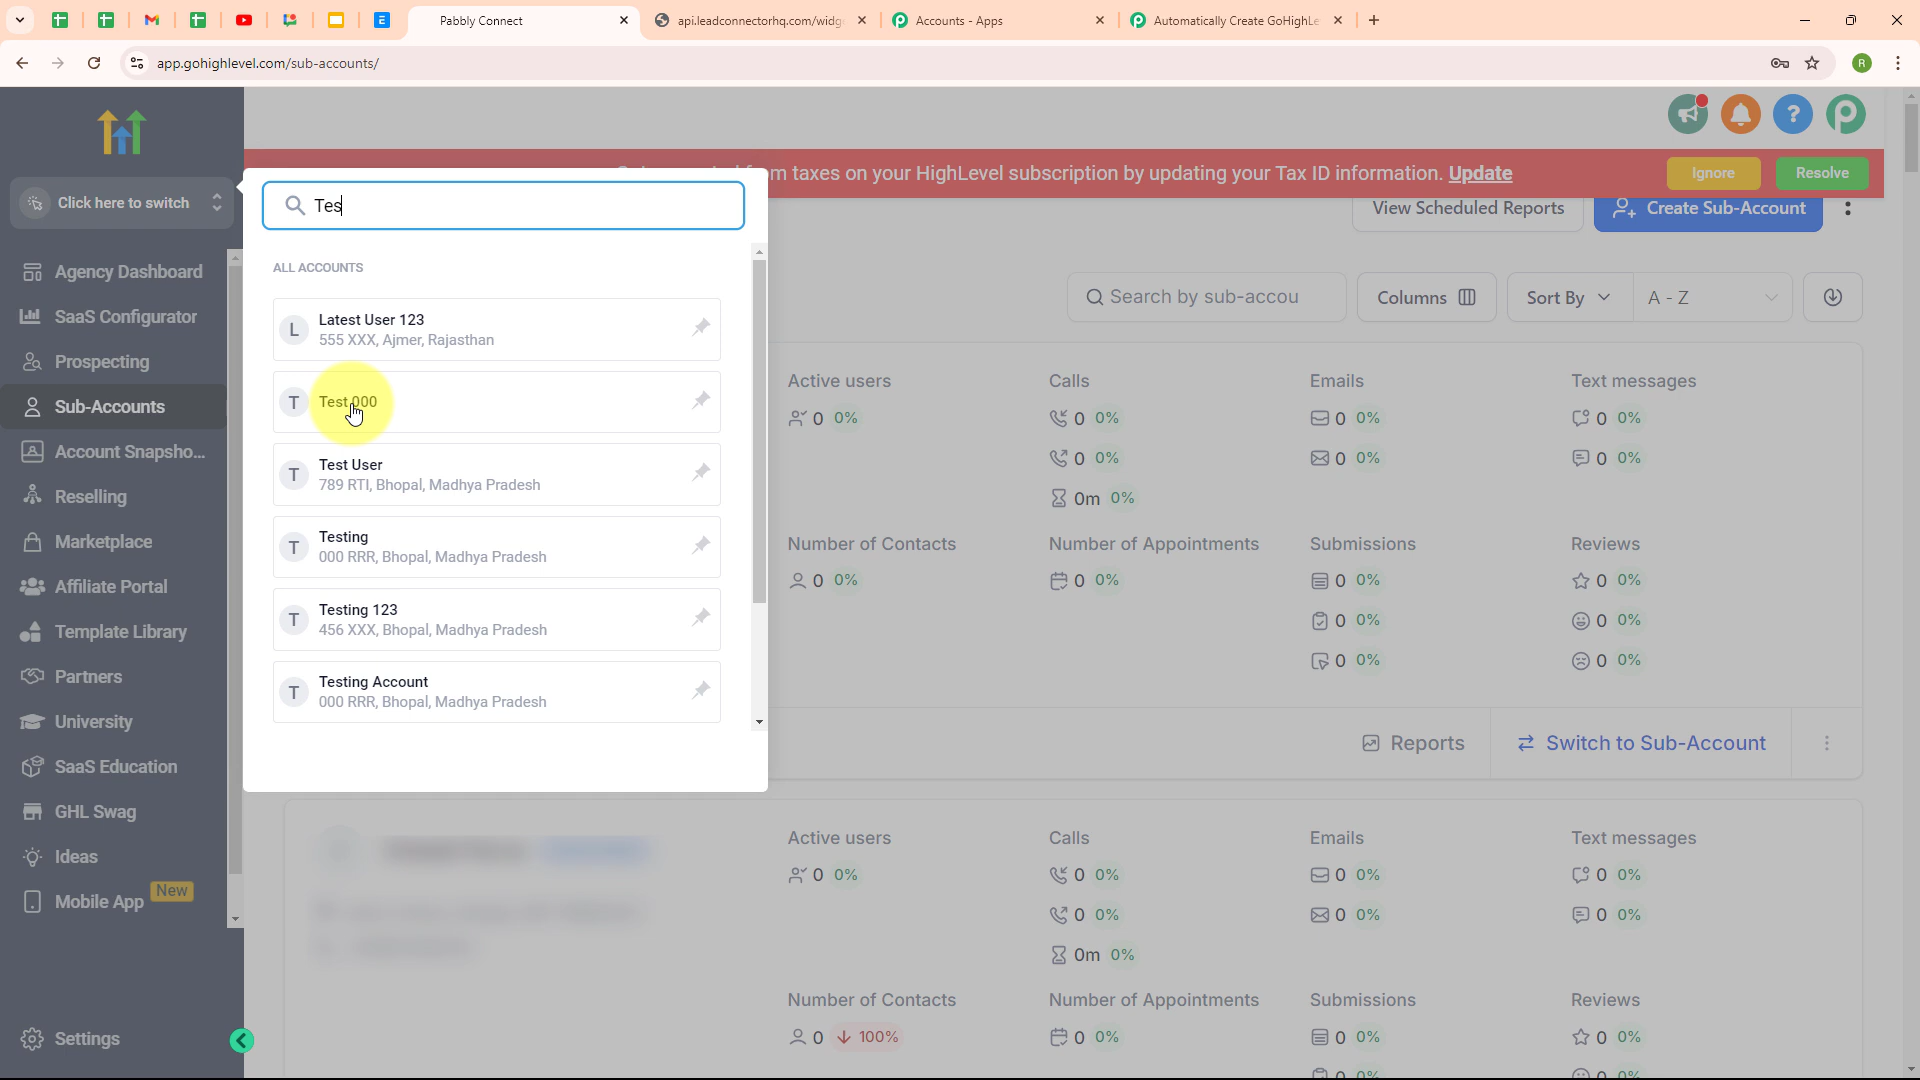 Pabbly Connect
api.leadconnectorhq.com/widg
Accounts - Apps
Automatically Create GoHighLe
app.gohighlevel.com/sub-accounts/
R
Click here to switch
Agency Dashboard
SaaS Configurator
Prospecting
Sub-Accounts
Account Snapsho...
Reselling
Marketplace
Affiliate Portal
Template Library
Partners
University
SaaS Education
GHL Swag
Ideas
Mobile App
New
Settings
m taxes on your HighLevel subscription by updating your Tax ID information. Update
Ignore
Resolve
View Scheduled Reports
Create Sub-Account
Tes
ALL ACCOUNTS
L
Latest User 123
555 XXX, Ajmer, Rajasthan
T
Test 000
T
Test User
789 RTI, Bhopal, Madhya Pradesh
T
Testing
000 RRR, Bhopal, Madhya Pradesh
T
Testing 123
456 XXX, Bhopal, Madhya Pradesh
T
Testing Account
000 RRR, Bhopal, Madhya Pradesh
Search by sub-accou
Columns
Sort By
A - Z
Active users
Calls
Emails
Text messages
0 0%
0 0%
0 0%
0 0%
0 0%
0 0%
0 0%
0m 0%
Number of Contacts
Number of Appointments
Submissions
Reviews
0 0%
0 0%
0 0%
0 0%
0 0%
0 0%
0 0%
0 0%
Reports
Switch to Sub-Account
Active users
Calls
Emails
Text messages
0 0%
0 0%
0 0%
0 0%
0 0%
0 0%
0 0%
0m 0%
Number of Contacts
Number of Appointments
Submissions
Reviews
0 100%
0 0%
0 0%
0 0%
0 0%
0 0%